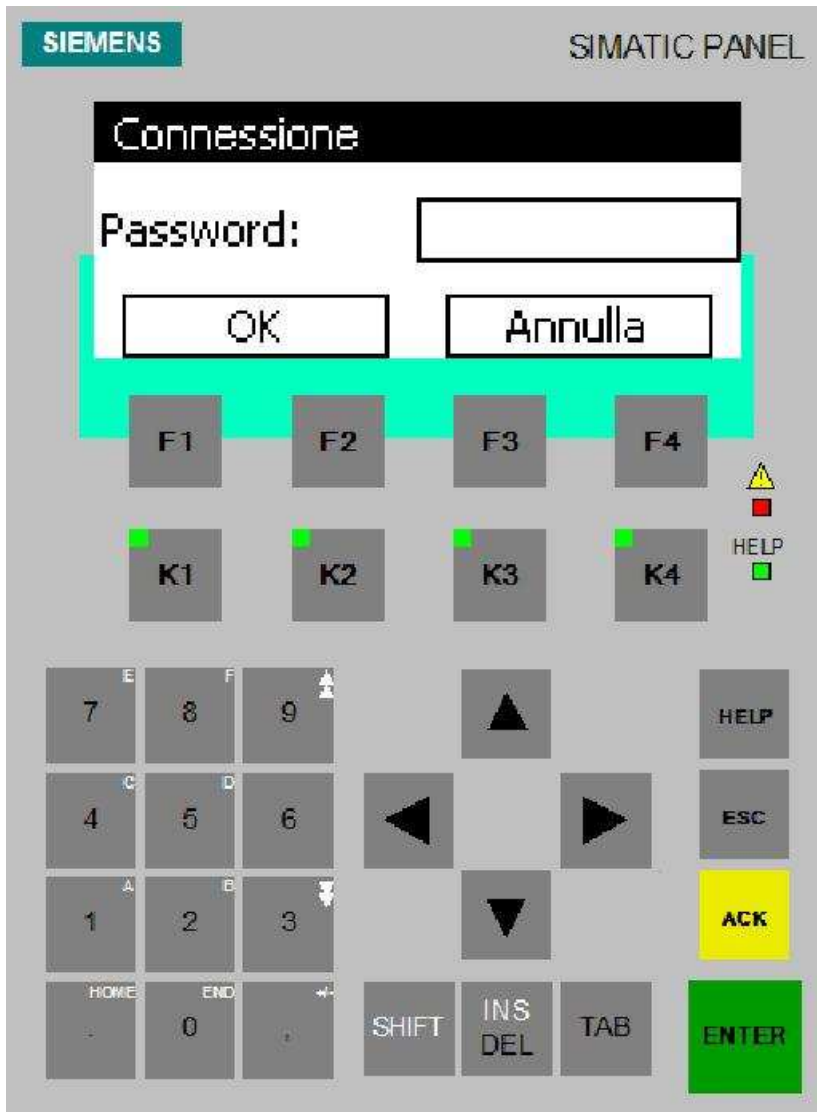 SIEMENS SIMATIC PANEL
Connessione
Password:
OK Annulla
F1 F2 F3 F4
K1 K2 K3 K4 HELP
E F
7 8 9 HELP
C D
4 5 6 ESC
A B
1 2 3 ACK
HOME END +/-
. 0 , SHIFT INS DEL TAB ENTER